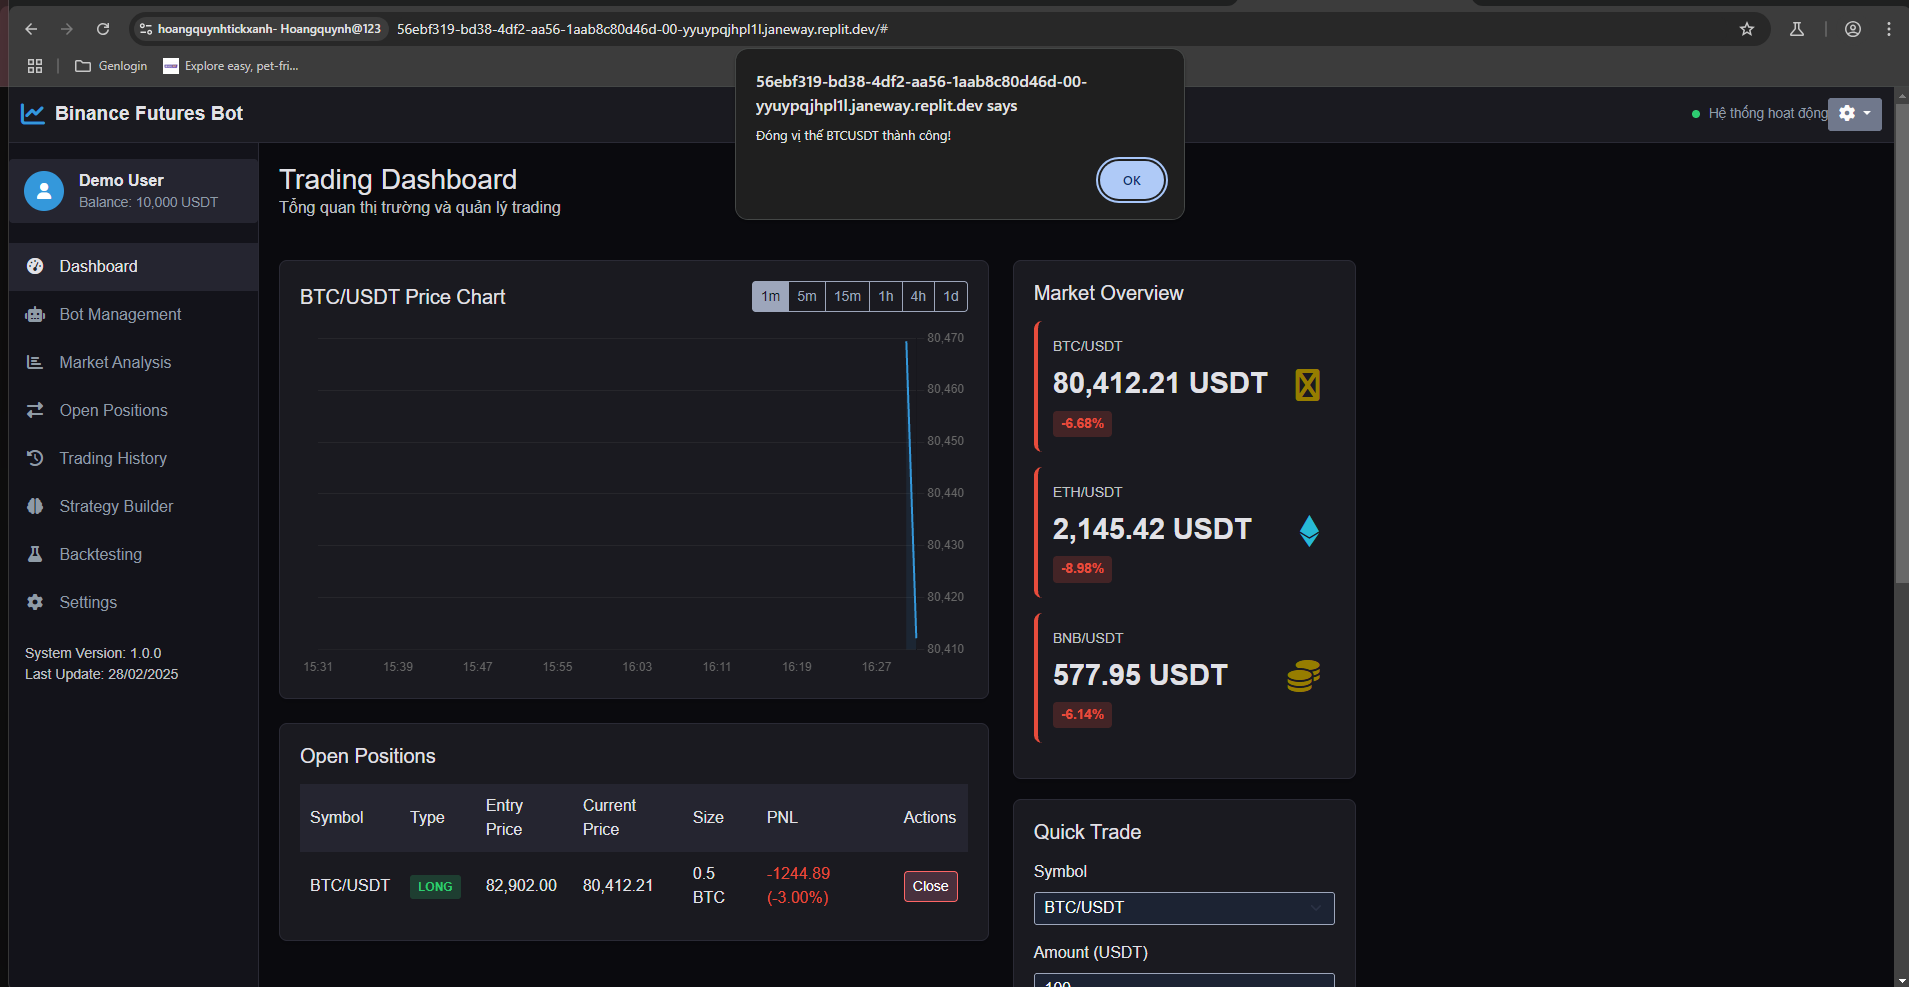 hoangquynhtickxanh- Hoangquynh@123
56ebf319-bd38-4df2-aa56-1aab8c80d46d-00-yyuypqjhpl1l.janeway.replit.dev/#
Genlogin
Explore easy, pet-fri...
56ebf319-bd38-4df2-aa56-1aab8c80d46d-00-
yyuypqjhpl1l.janeway.replit.dev says
Đóng vị thế BTCUSDT thành công!
OK
Binance Futures Bot
Hệ thống hoạt động
Demo User
Balance: 10,000 USDT
Dashboard
Bot Management
Market Analysis
Open Positions
Trading History
Strategy Builder
Backtesting
Settings
System Version: 1.0.0
Last Update: 28/02/2025
Trading Dashboard
Tổng quan thị trường và quản lý trading
BTC/USDT Price Chart
1m 5m 15m 1h 4h 1d
80,470
80,460
80,450
80,440
80,430
80,420
80,410
15:31 15:39 15:47 15:55 16:03 16:11 16:19 16:27
Open Positions
Symbol Type Entry Price Current Price Size PNL Actions
BTC/USDT LONG 82,902.00 80,412.21 0.5 BTC -1244.89 (-3.00%) Close
Market Overview
BTC/USDT
80,412.21 USDT
-6.68%
ETH/USDT
2,145.42 USDT
-8.98%
BNB/USDT
577.95 USDT
-6.14%
Quick Trade
Symbol
BTC/USDT
Amount (USDT)
100